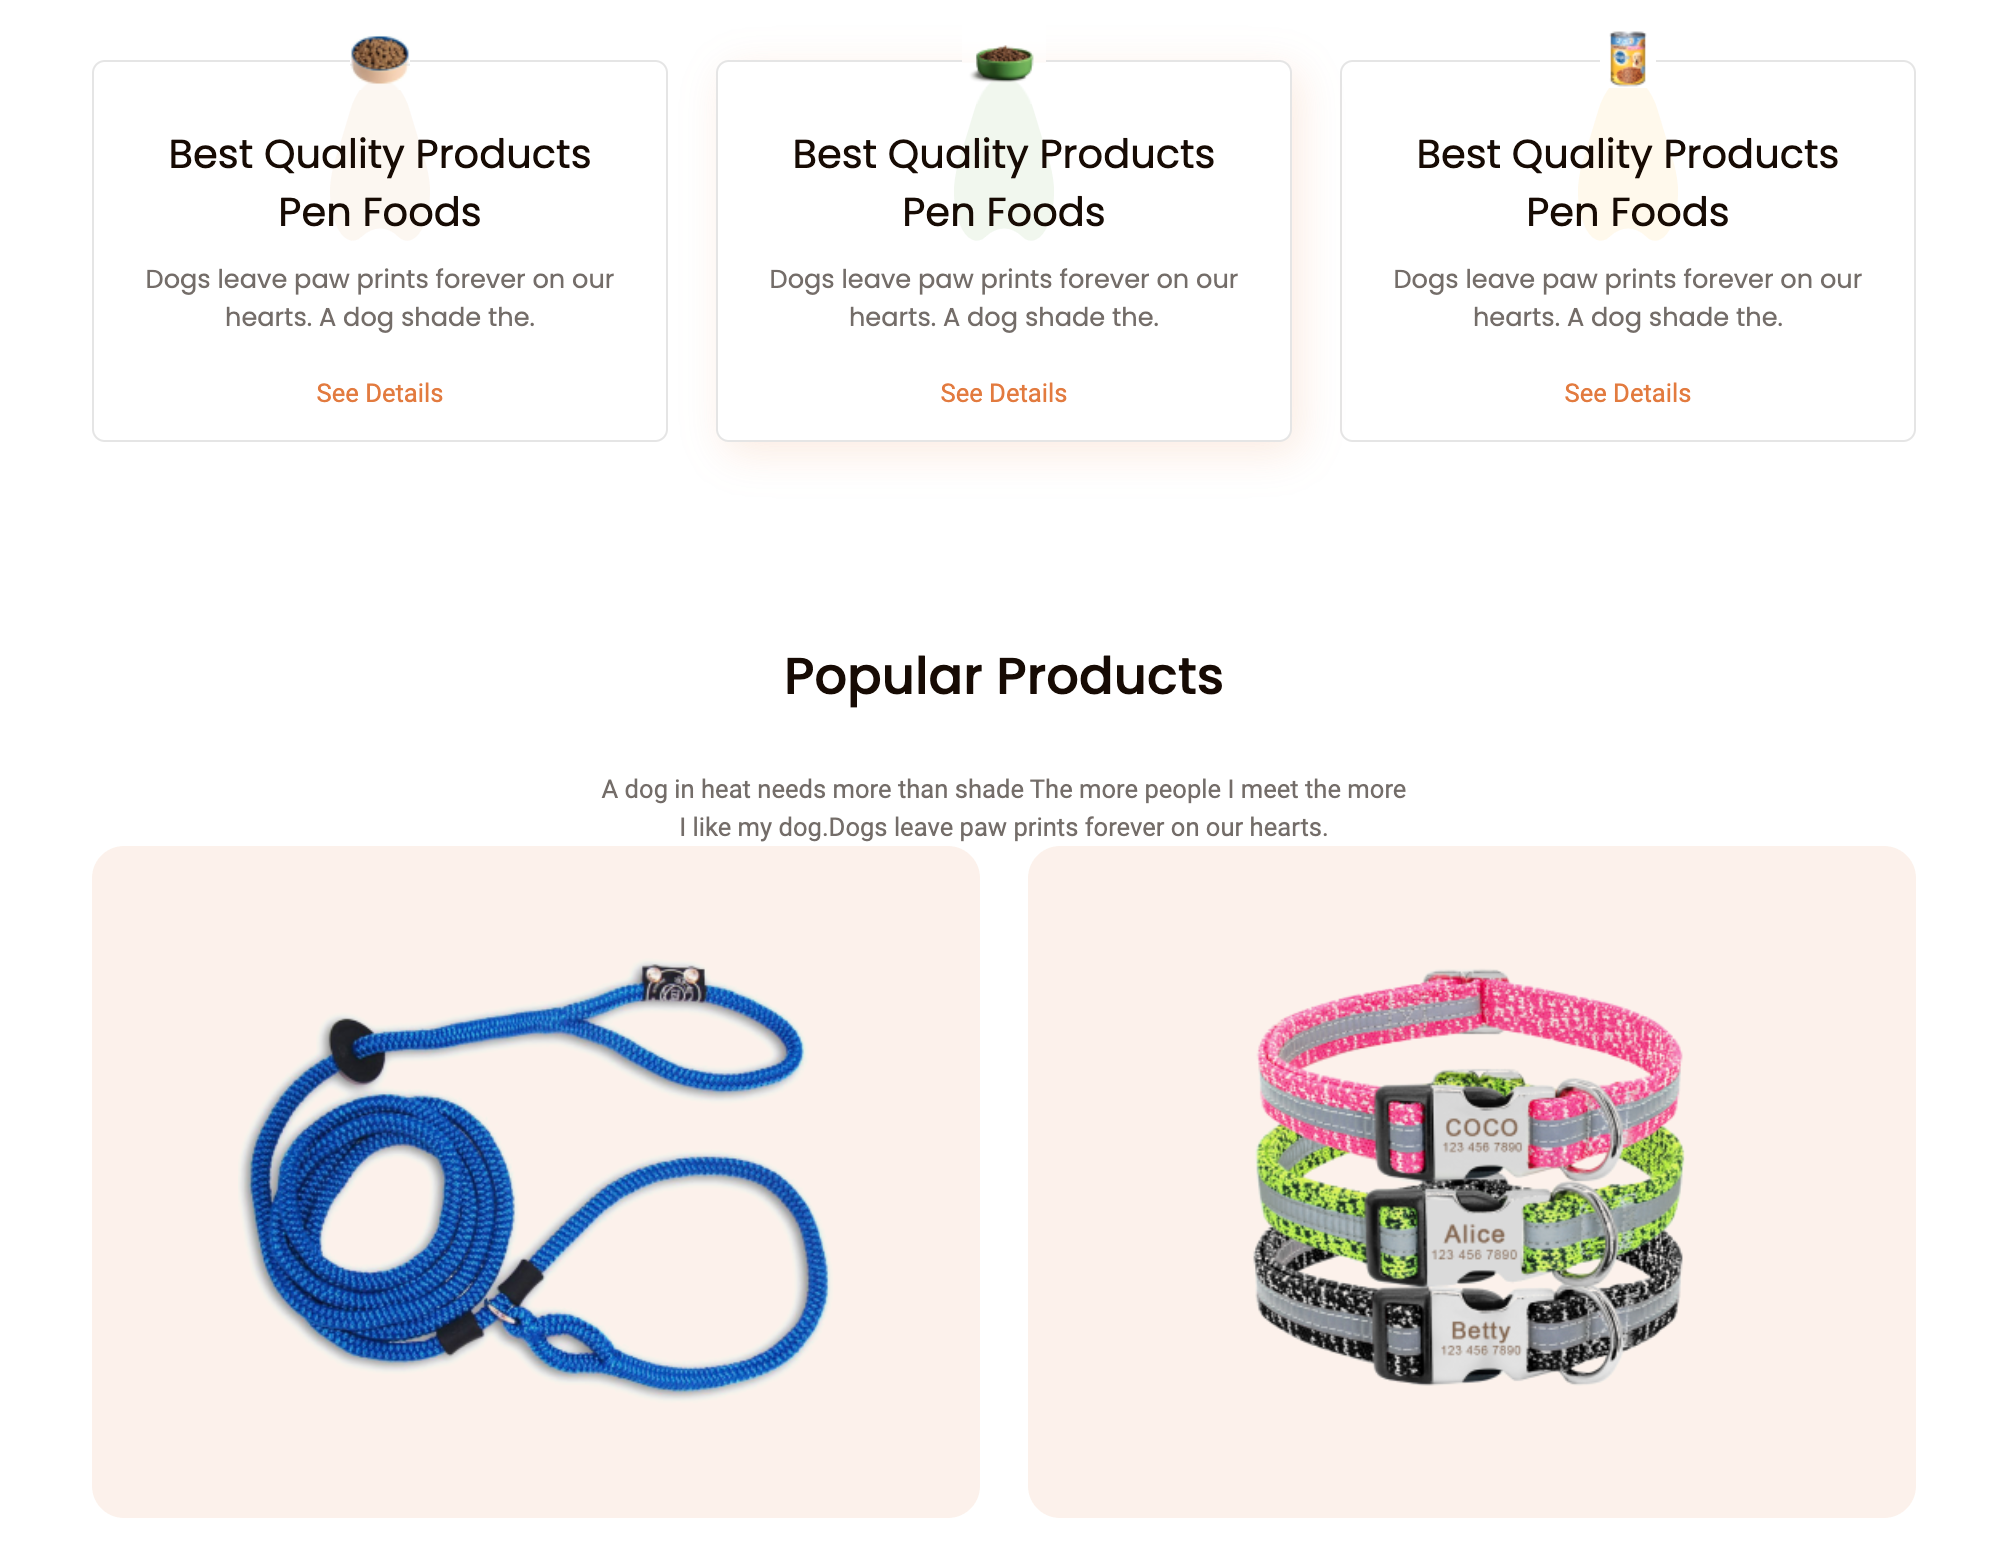 Best Quality Products
Pen Foods
Dogs leave paw prints forever on our
hearts. A dog shade the.
See Details
Best Quality Products
Pen Foods
Dogs leave paw prints forever on our
hearts. A dog shade the.
See Details
Best Quality Products
Pen Foods
Dogs leave paw prints forever on our
hearts. A dog shade the.
See Details
Popular Products
A dog in heat needs more than shade The more people I meet the more
I like my dog.Dogs leave paw prints forever on our hearts.
COCO
123 456 7890
Alice
123 456 7890
Betty
123 456 7890